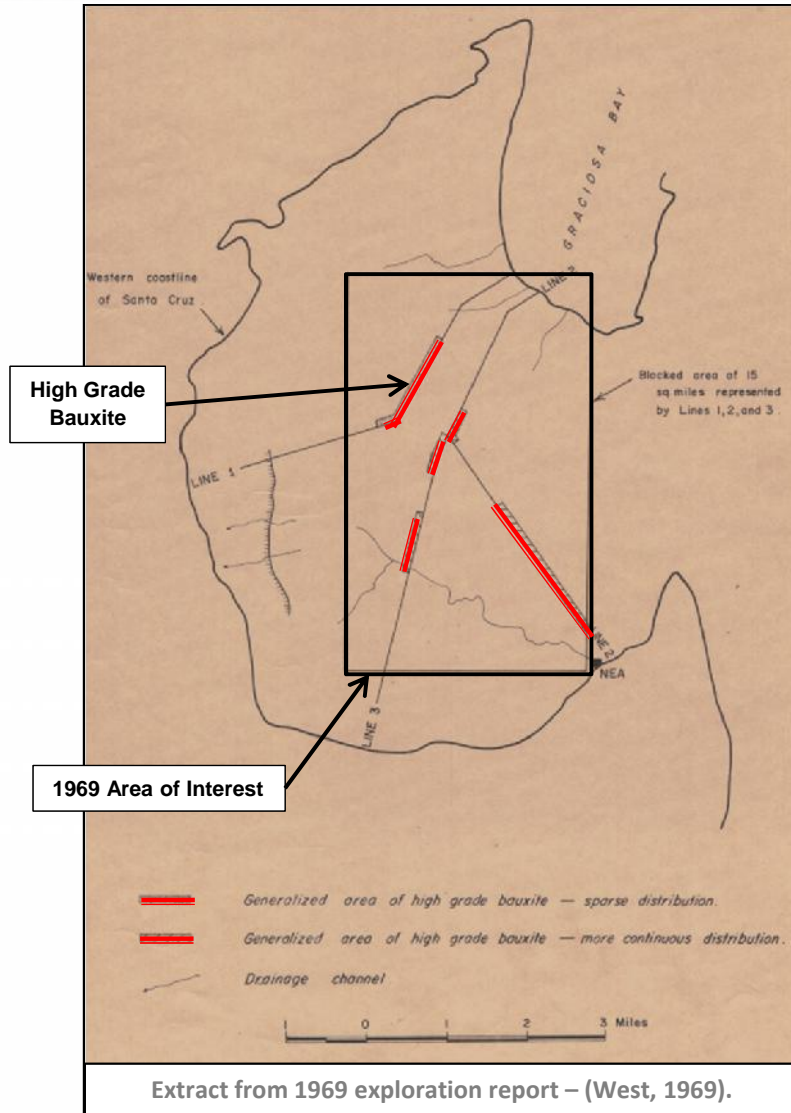 GRACIOSA BAY
Western coastline
of Santa Cruz
LINE
High Grade
Bauxite
Blocked area of 15
sq miles represented
by Lines 1, 2, and 3.
LINE 1
LINE 2
NEA
LINE 3
1969 Area of Interest
Generalized area of high grade bauxite — sparse distribution.
Generalized area of high grade bauxite — more continuous distribution.
Drainage channel
1 0 1 2 3 Miles
Extract from 1969 exploration report – (West, 1969).